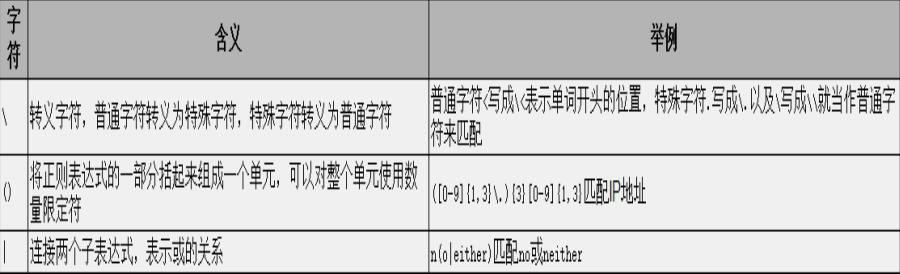 字符
含义
举例
\
转义字符，普通字符转义为特殊字符，特殊字符转义为普通字符
普通字符<写成\<表示单词开头的位置，特殊字符.写成\.以及\写成\\就当作普通字
符来匹配
()
将正则表达式的一部分括起来组成一个单元，可以对整个单元使用数
量限定符
([0-9]{1,3}\.){3}[0-9]{1,3}匹配IP地址
|
连接两个子表达式，表示或的关系
n(o|either)匹配no或neither